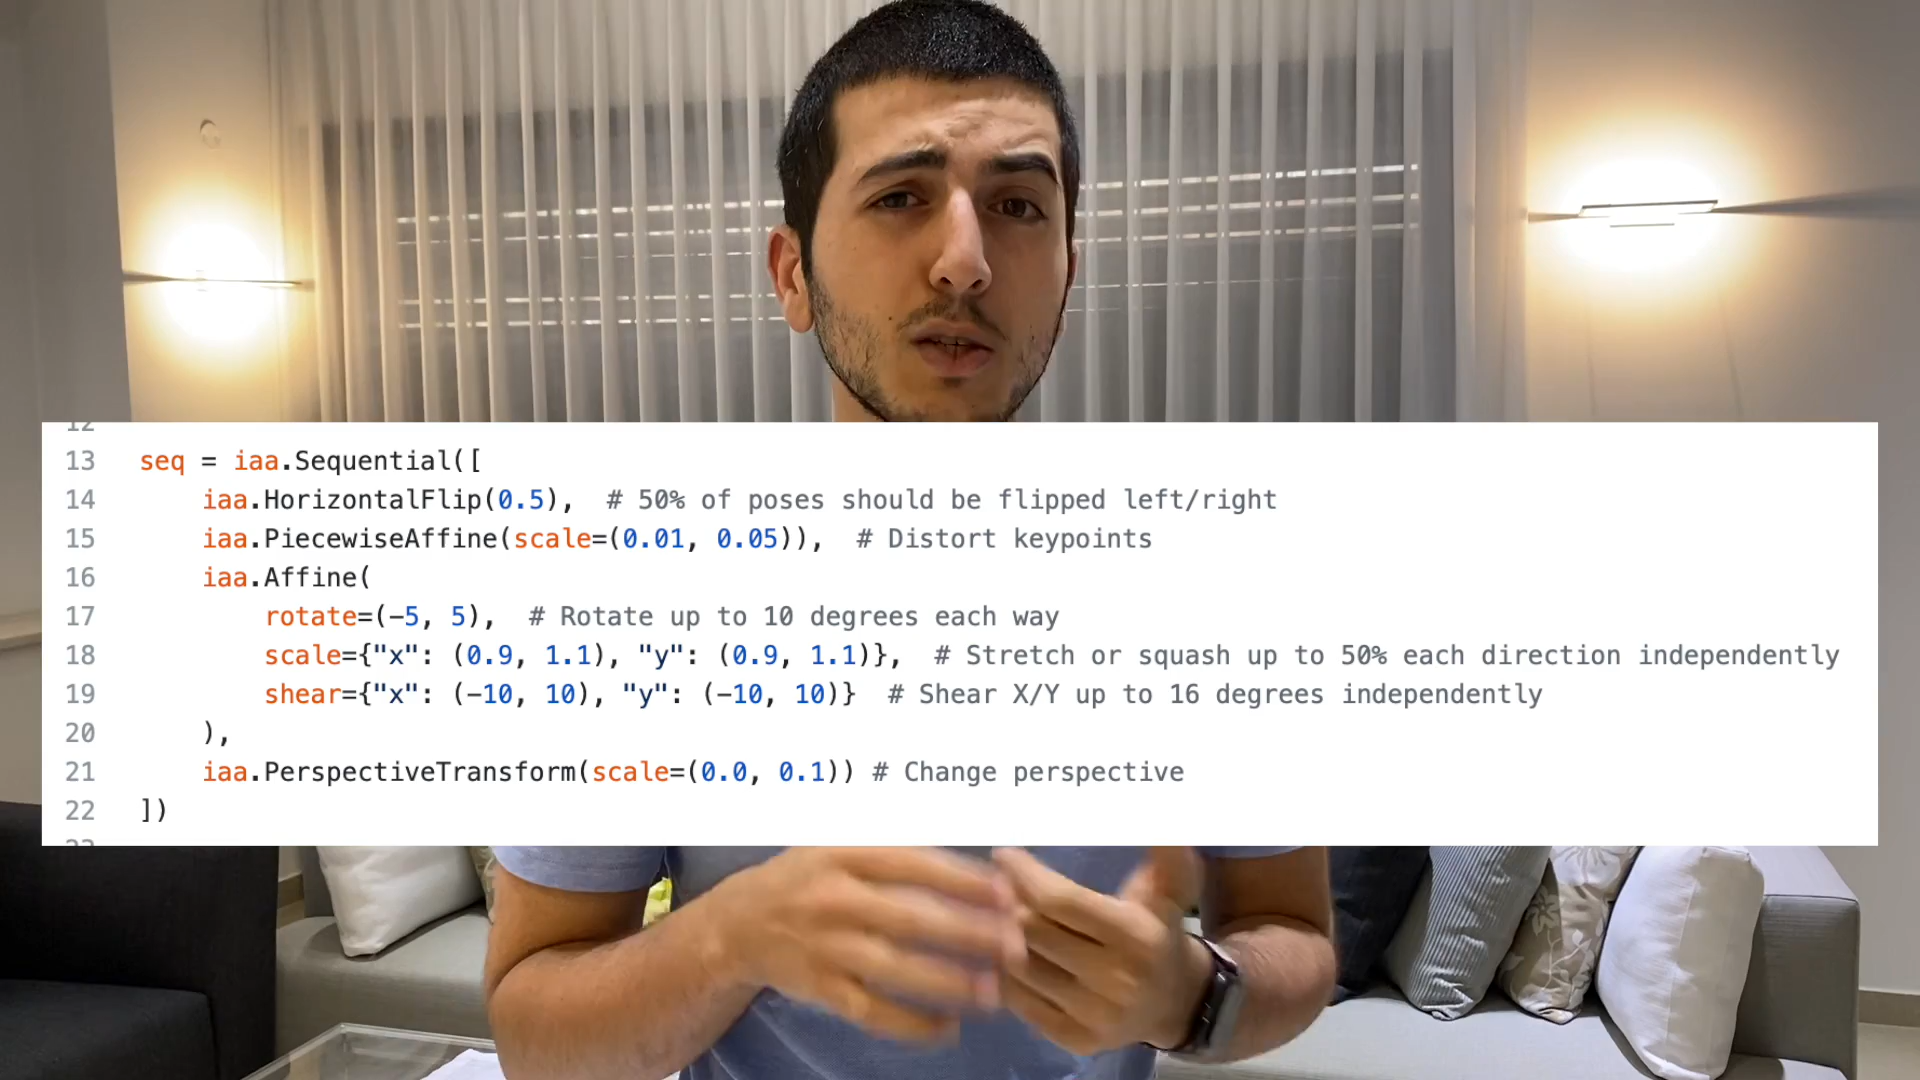 12
13 seq = iaa.Sequential([
14 iaa.HorizontalFlip(0.5), # 50% of poses should be flipped left/right
15 iaa.PiecewiseAffine(scale=(0.01, 0.05)), # Distort keypoints
16 iaa.Affine(
17 rotate=(-5, 5), # Rotate up to 10 degrees each way
18 scale={"x": (0.9, 1.1), "y": (0.9, 1.1)}, # Stretch or squash up to 50% each direction independently
19 shear={"x": (-10, 10), "y": (-10, 10)} # Shear X/Y up to 16 degrees independently
20 ),
21 iaa.PerspectiveTransform(scale=(0.0, 0.1)) # Change perspective
22 ])